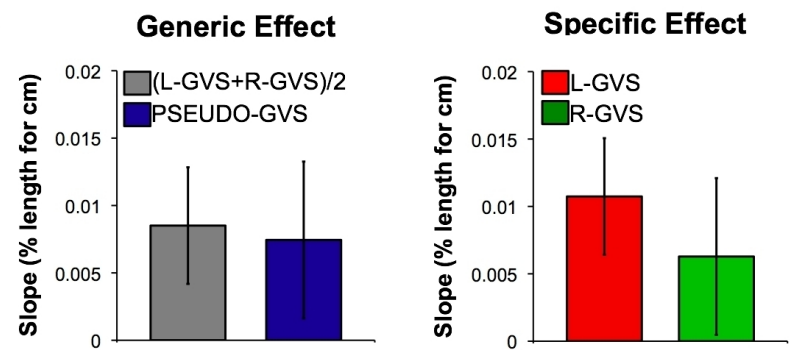 Generic Effect
Slope (% length for cm)
0.02
0.015
0.01
0.005
0
(L-GVS+R-GVS)/2
PSEUDO-GVS
Specific Effect
Slope (% length for cm)
0.02
0.015
0.01
0.005
0
L-GVS
R-GVS